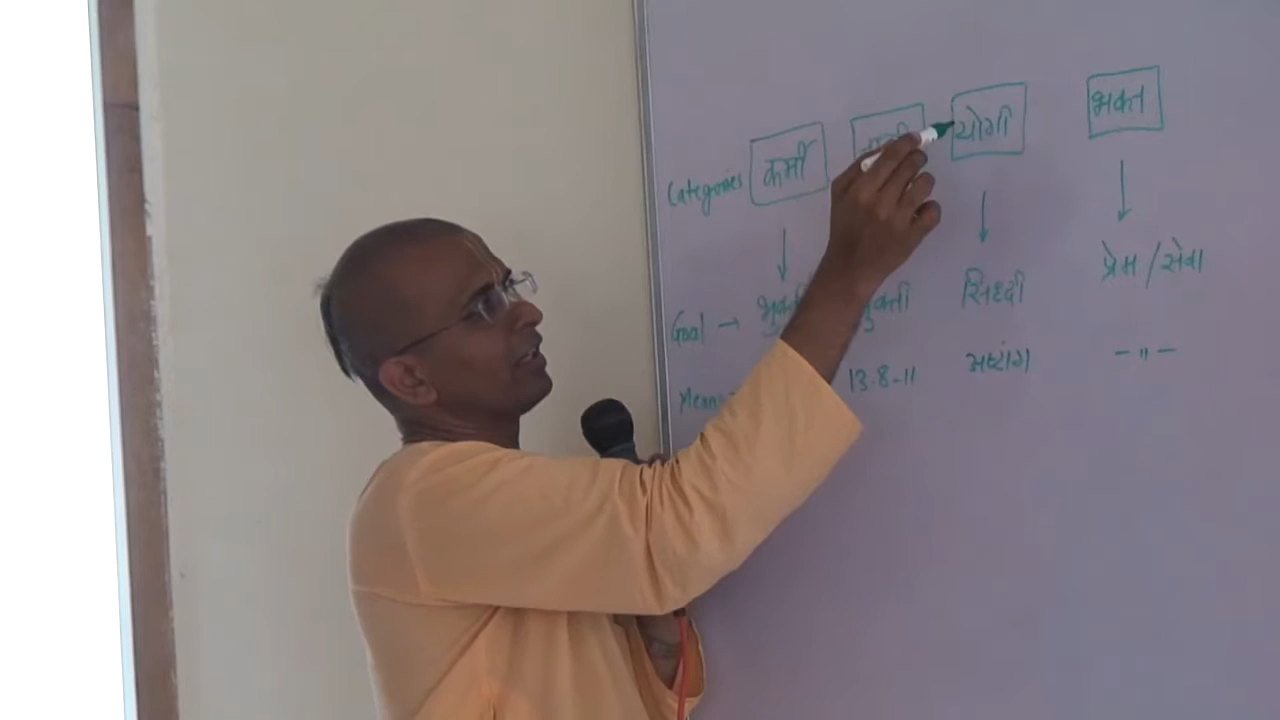 Categories कर्मी योगी भक्त
Goal → सिध्दी प्रेम / सेवा
13.8-11 अष्टांग -"-